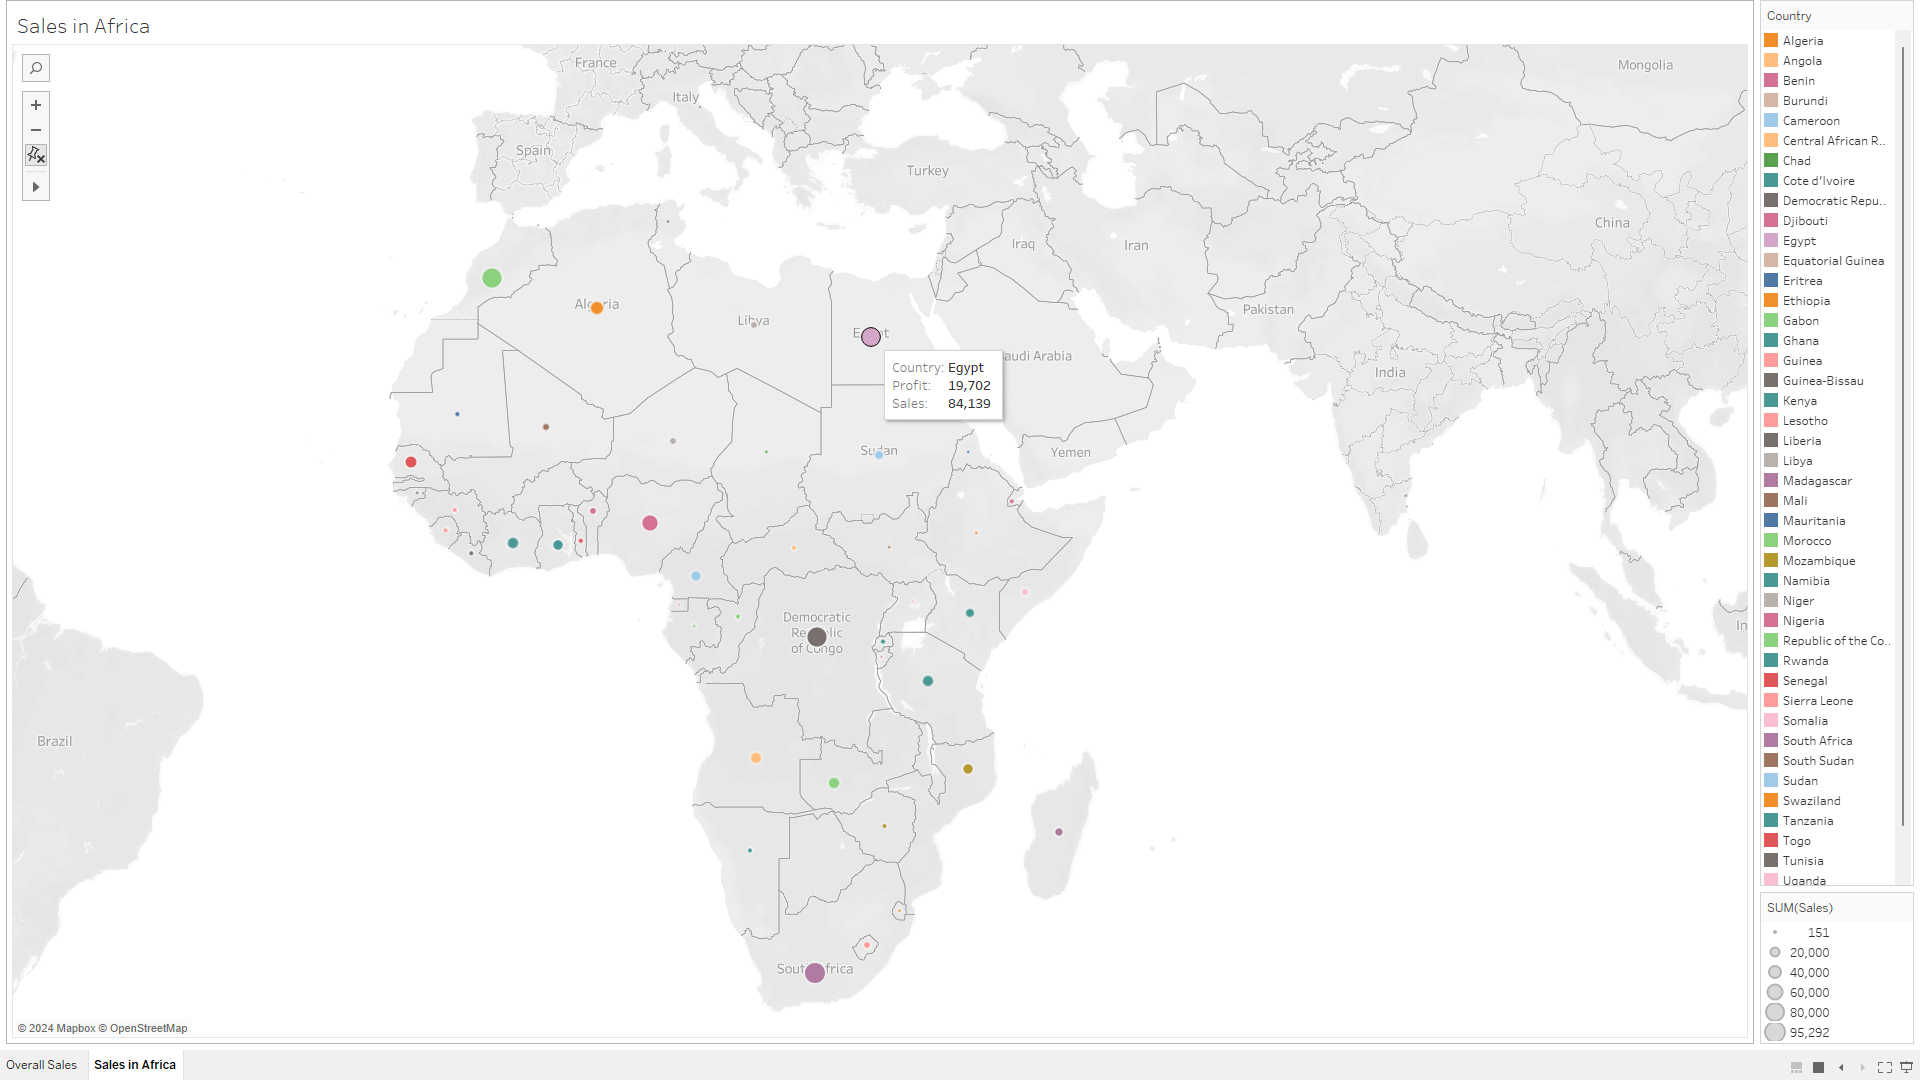 Sales in Africa
France
Italy
Spain
Turkey
Mongolia
China
Iraq
Iran
Pakistan
India
Algeria
Libya
Egypt
Saudi Arabia
Yemen
Sudan
Democratic
Republic
of Congo
Brazil
South Africa
In
Country: Egypt
Profit: 19,702
Sales: 84,139
© 2024 Mapbox © OpenStreetMap
Country
Algeria
Angola
Benin
Burundi
Cameroon
Central African R..
Chad
Cote d'Ivoire
Democratic Repu..
Djibouti
Egypt
Equatorial Guinea
Eritrea
Ethiopia
Gabon
Ghana
Guinea
Guinea-Bissau
Kenya
Lesotho
Liberia
Libya
Madagascar
Mali
Mauritania
Morocco
Mozambique
Namibia
Niger
Nigeria
Republic of the Co..
Rwanda
Senegal
Sierra Leone
Somalia
South Africa
South Sudan
Sudan
Swaziland
Tanzania
Togo
Tunisia
Uganda
SUM(Sales)
151
20,000
40,000
60,000
80,000
95,292
Overall Sales
Sales in Africa